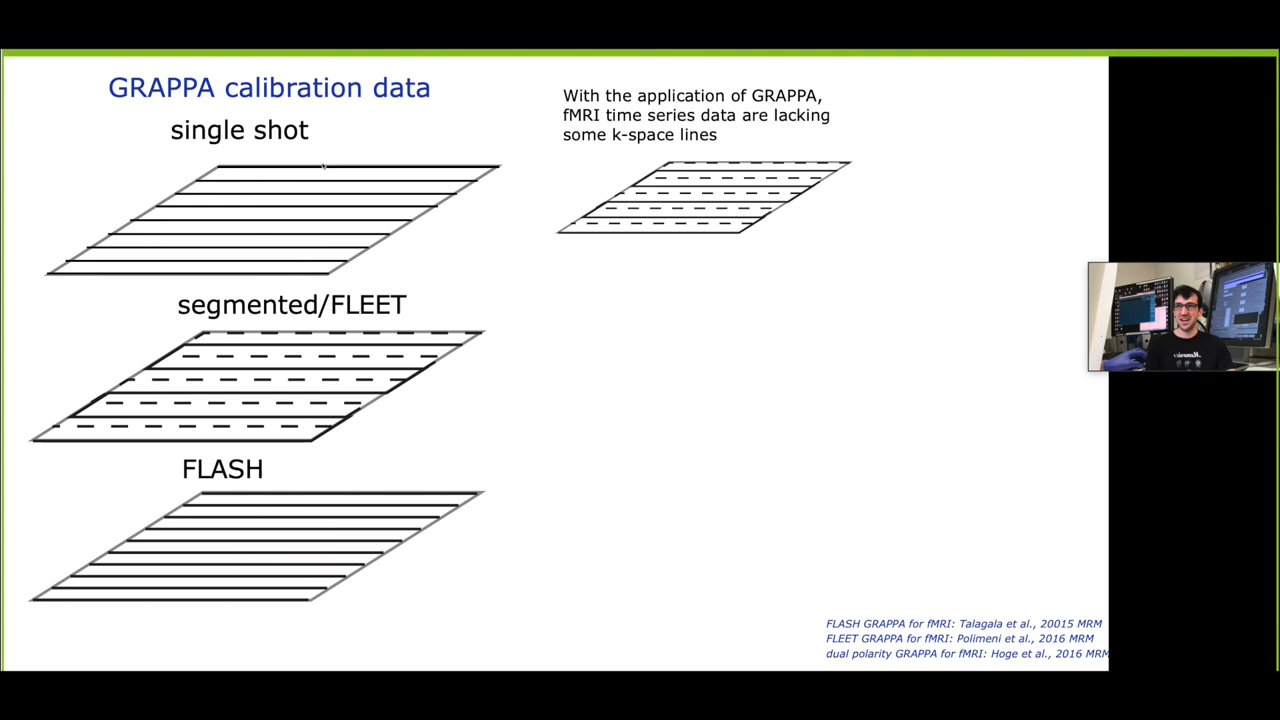 GRAPPA calibration data
single shot
segmented/FLEET
FLASH
With the application of GRAPPA,
fMRI time series data are lacking
some k-space lines
FLASH GRAPPA for fMRI: Talagala et al., 20015 MRM
FLEET GRAPPA for fMRI: Polimeni et al., 2016 MRM
dual polarity GRAPPA for fMRI: Hoge et al., 2016 MRM